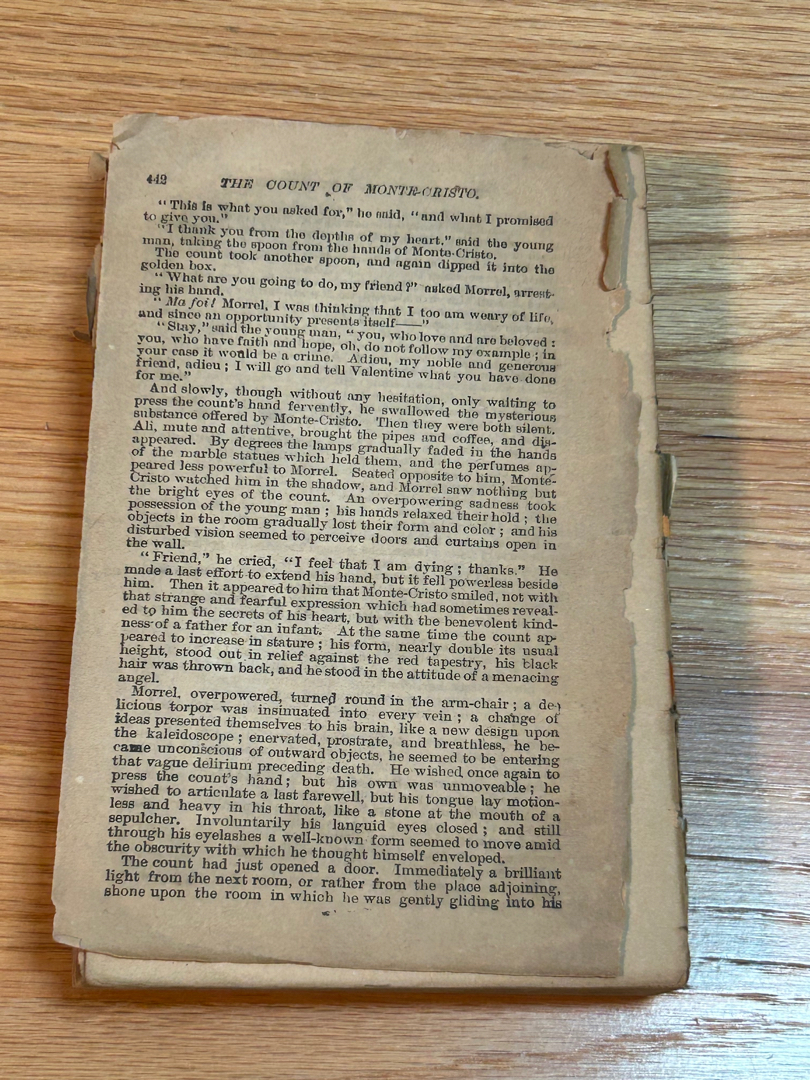 442 THE COUNT OF MONTE-CRISTO.
“This is what you asked for,” he said, “and what I promised
to give you.”
“I thank you from the depths of my heart,” said the young
man, taking the spoon from the hands of Monte-Cristo.
The count took another spoon, and again dipped it into the
golden box.
“What are you going to do, my friend?” asked Morrel, arrest-
ing his hand.
“Ma foi! Morrel, I was thinking that I too am weary of life,
and since an opportunity presents itself——”
“Stay,” said the young man, “you, who love and are beloved;
you, who have faith and hope, oh, do not follow my example; in
your case it would be a crime. Adieu, my noble and generous
friend, adieu; I will go and tell Valentine what you have done
for me.”
And slowly, though without any hesitation, only waiting to
press the count's hand fervently, he swallowed the mysterious
substance offered by Monte-Cristo. Then they were both silent.
Ali, mute and attentive, brought the pipes and coffee, and dis-
appeared. By degrees the lamps gradually faded in the hands
of the marble statues which held them, and the perfumes ap-
peared less powerful to Morrel. Seated opposite to him, Monte-
Cristo watched him in the shadow, and Morrel saw nothing but
the bright eyes of the count. An overpowering sadness took
possession of the young man; his hands relaxed their hold; the
objects in the room gradually lost their form and color; and his
disturbed vision seemed to perceive doors and curtains open in
the wall.
“Friend,” he cried, “I feel that I am dying; thanks.” He
made a last effort to extend his hand, but it fell powerless beside
him. Then it appeared to him that Monte-Cristo smiled, not with
that strange and fearful expression which had sometimes reveal-
ed to him the secrets of his heart, but with the benevolent kind-
ness of a father for an infant. At the same time the count ap-
peared to increase in stature; his form, nearly double its usual
height, stood out in relief against the red tapestry, his black
hair was thrown back, and he stood in the attitude of a menacing
angel.
Morrel, overpowered, turned round in the arm-chair; a de-
licious torpor was insinuated into every vein; a change of
ideas presented themselves to his brain, like a new design upon
the kaleidoscope; enervated, prostrate, and breathless, he be-
came unconscious of outward objects, he seemed to be entering
that vague delirium preceding death. He wished once again to
press the count's hand; but his own was unmoveable; he
wished to articulate a last farewell, but his tongue lay motion-
less and heavy in his throat, like a stone at the mouth of a
sepulcher. Involuntarily his languid eyes closed; and still
through his eyelashes a well-known form seemed to move amid
the obscurity with which he thought himself enveloped.
The count had just opened a door. Immediately a brilliant
light from the next room, or rather from the place adjoining,
shone upon the room in which he was gently gliding into his